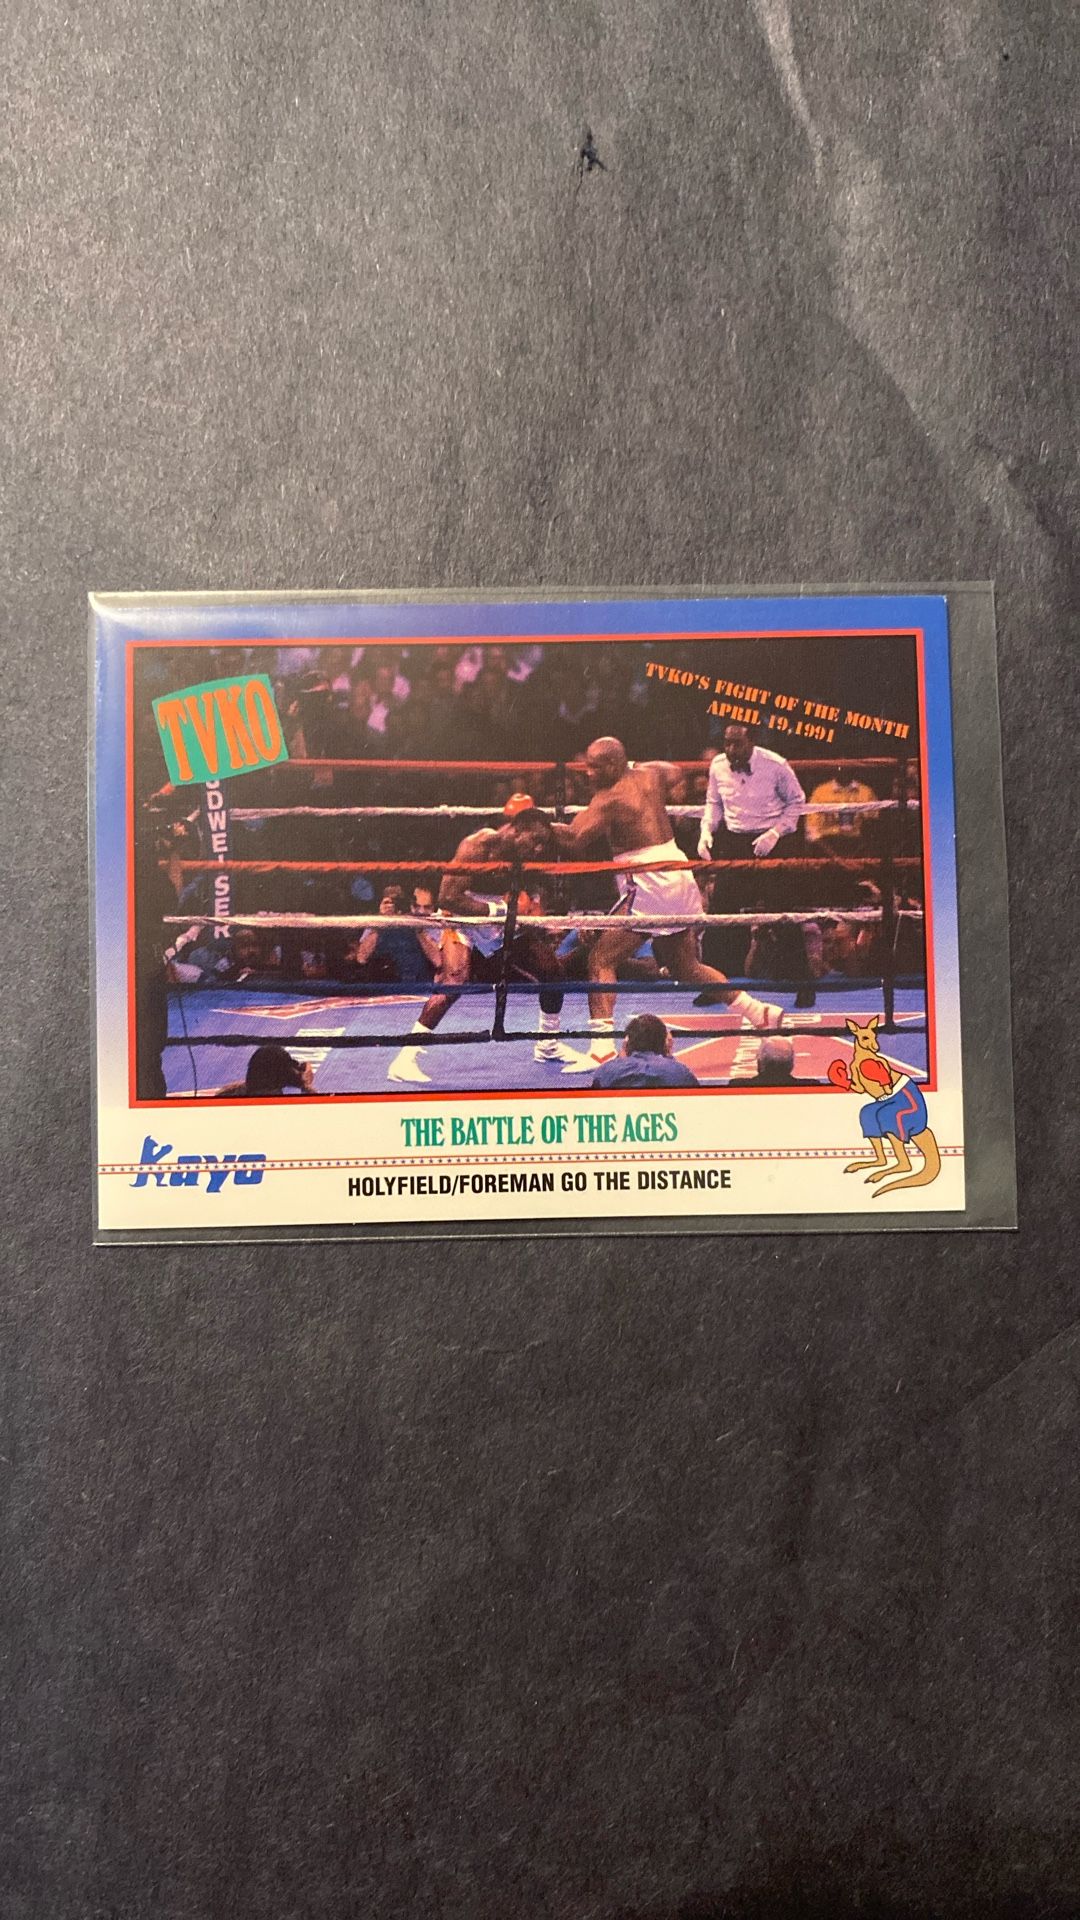 TVKO
TVKO'S FIGHT OF THE MONTH
APRIL 19, 1991
THE BATTLE OF THE AGES
Kayo
HOLYFIELD/FOREMAN GO THE DISTANCE